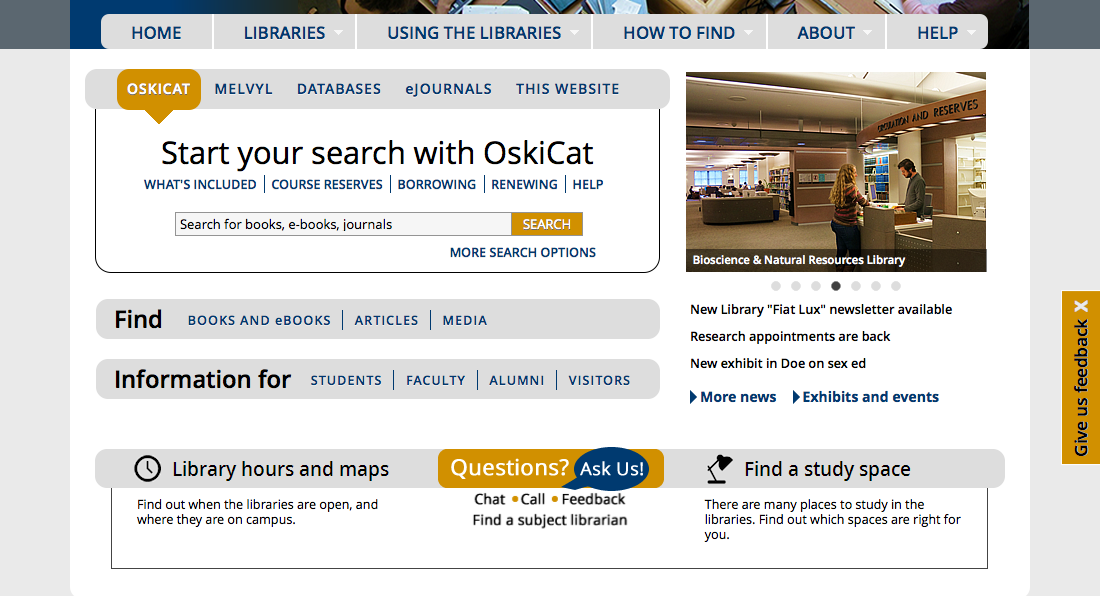 HOME LIBRARIES USING THE LIBRARIES HOW TO FIND ABOUT HELP
OSKICAT MELVYL DATABASES eJOURNALS THIS WEBSITE
Start your search with OskiCat
WHAT'S INCLUDED COURSE RESERVES BORROWING RENEWING HELP
Search for books, e-books, journals SEARCH
MORE SEARCH OPTIONS
CIRCULATION AND RESERVES
Bioscience & Natural Resources Library
New Library "Fiat Lux" newsletter available
Research appointments are back
New exhibit in Doe on sex ed
More news Exhibits and events
Find BOOKS AND eBOOKS ARTICLES MEDIA
Information for STUDENTS FACULTY ALUMNI VISITORS
Give us feedback X
Library hours and maps
Find out when the libraries are open, and
where they are on campus.
Questions? Ask Us!
Chat • Call • Feedback
Find a subject librarian
Find a study space
There are many places to study in the
libraries. Find out which spaces are right for
you.